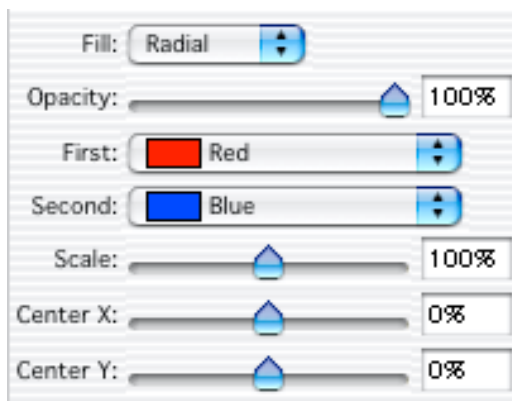 Fill: Radial
Opacity: 100%
First: Red
Second: Blue
Scale: 100%
Center X: 0%
Center Y: 0%